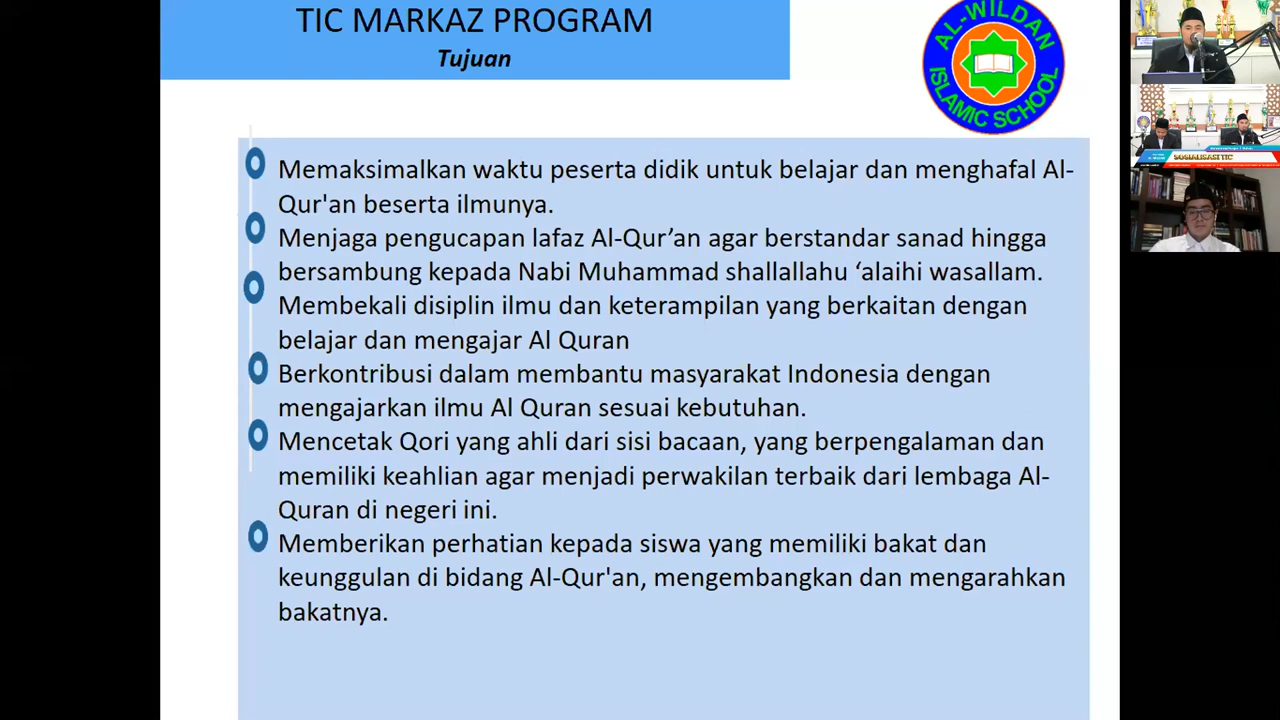 TIC MARKAZ PROGRAM
Tujuan
AL-WILDAN
ISLAMIC SCHOOL
Memaksimalkan waktu peserta didik untuk belajar dan menghafal Al-
Qur'an beserta ilmunya.
Menjaga pengucapan lafaz Al-Qur’an agar berstandar sanad hingga
bersambung kepada Nabi Muhammad shallallahu ‘alaihi wasallam.
Membekali disiplin ilmu dan keterampilan yang berkaitan dengan
belajar dan mengajar Al Quran
Berkontribusi dalam membantu masyarakat Indonesia dengan
mengajarkan ilmu Al Quran sesuai kebutuhan.
Mencetak Qori yang ahli dari sisi bacaan, yang berpengalaman dan
memiliki keahlian agar menjadi perwakilan terbaik dari lembaga Al-
Quran di negeri ini.
Memberikan perhatian kepada siswa yang memiliki bakat dan
keunggulan di bidang Al-Qur'an, mengembangkan dan mengarahkan
bakatnya.
SOSIALISASI TIC